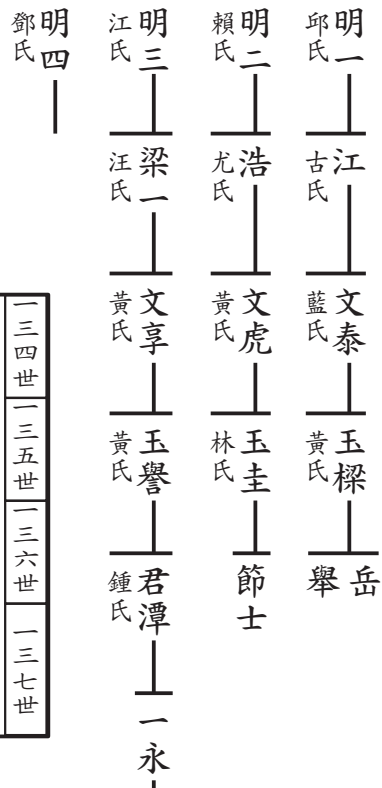 明一
邱氏
江
古氏
文泰
藍氏
玉樑
黃氏
岳
舉
明二
賴氏
浩
尤氏
文虎
黃氏
玉圭
林氏
節士
明三
江氏
梁一
汪氏
文享
黃氏
玉譽
黃氏
君潭
鍾氏
一永
明四
鄧氏
一三四世
一三五世
一三六世
一三七世